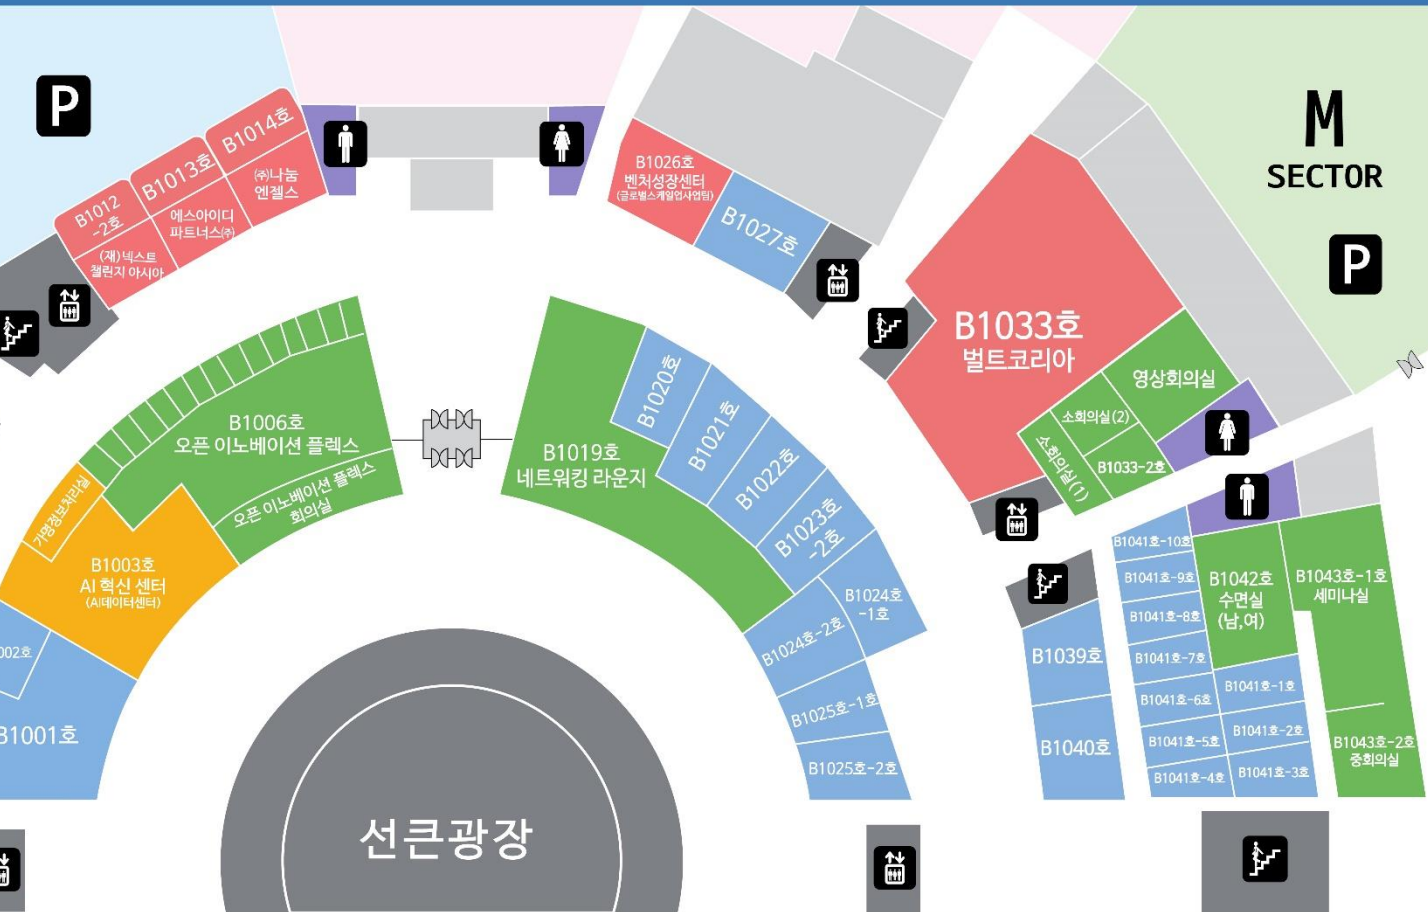 P
M
SECTOR
P
B1014호
(주)나눔
엔젤스
B1013호
에스아이디
파트너스(주)
B1012
-2호
(재)넥스트
챌린지 아시아
B1026호
벤처성장센터
(글로벌스케일업사업팀)
B1027호
B1033호
벌트코리아
영상회의실
소회의실(2)
소회의실(1)
B1033-2호
B1006호
오픈 이노베이션 플렉스
오픈 이노베이션 플렉스
회의실
가명정보처리실
B1003호
AI 혁신 센터
(AI데이터센터)
002호
B1001호
B1019호
네트워킹 라운지
B1020호
B1021호
B1022호
B1023호
-2호
B1024호
-1호
B1024호-2호
B1025호-1호
B1025호-2호
B1039호
B1040호
B1041호-10호
B1041호-9호
B1041호-8호
B1041호-7호
B1041호-6호
B1041호-5호
B1041호-4호
B1042호
수면실
(남,여)
B1041호-1호
B1041호-2호
B1041호-3호
B1043호-1호
세미나실
B1043호-2호
중회의실
선큰광장